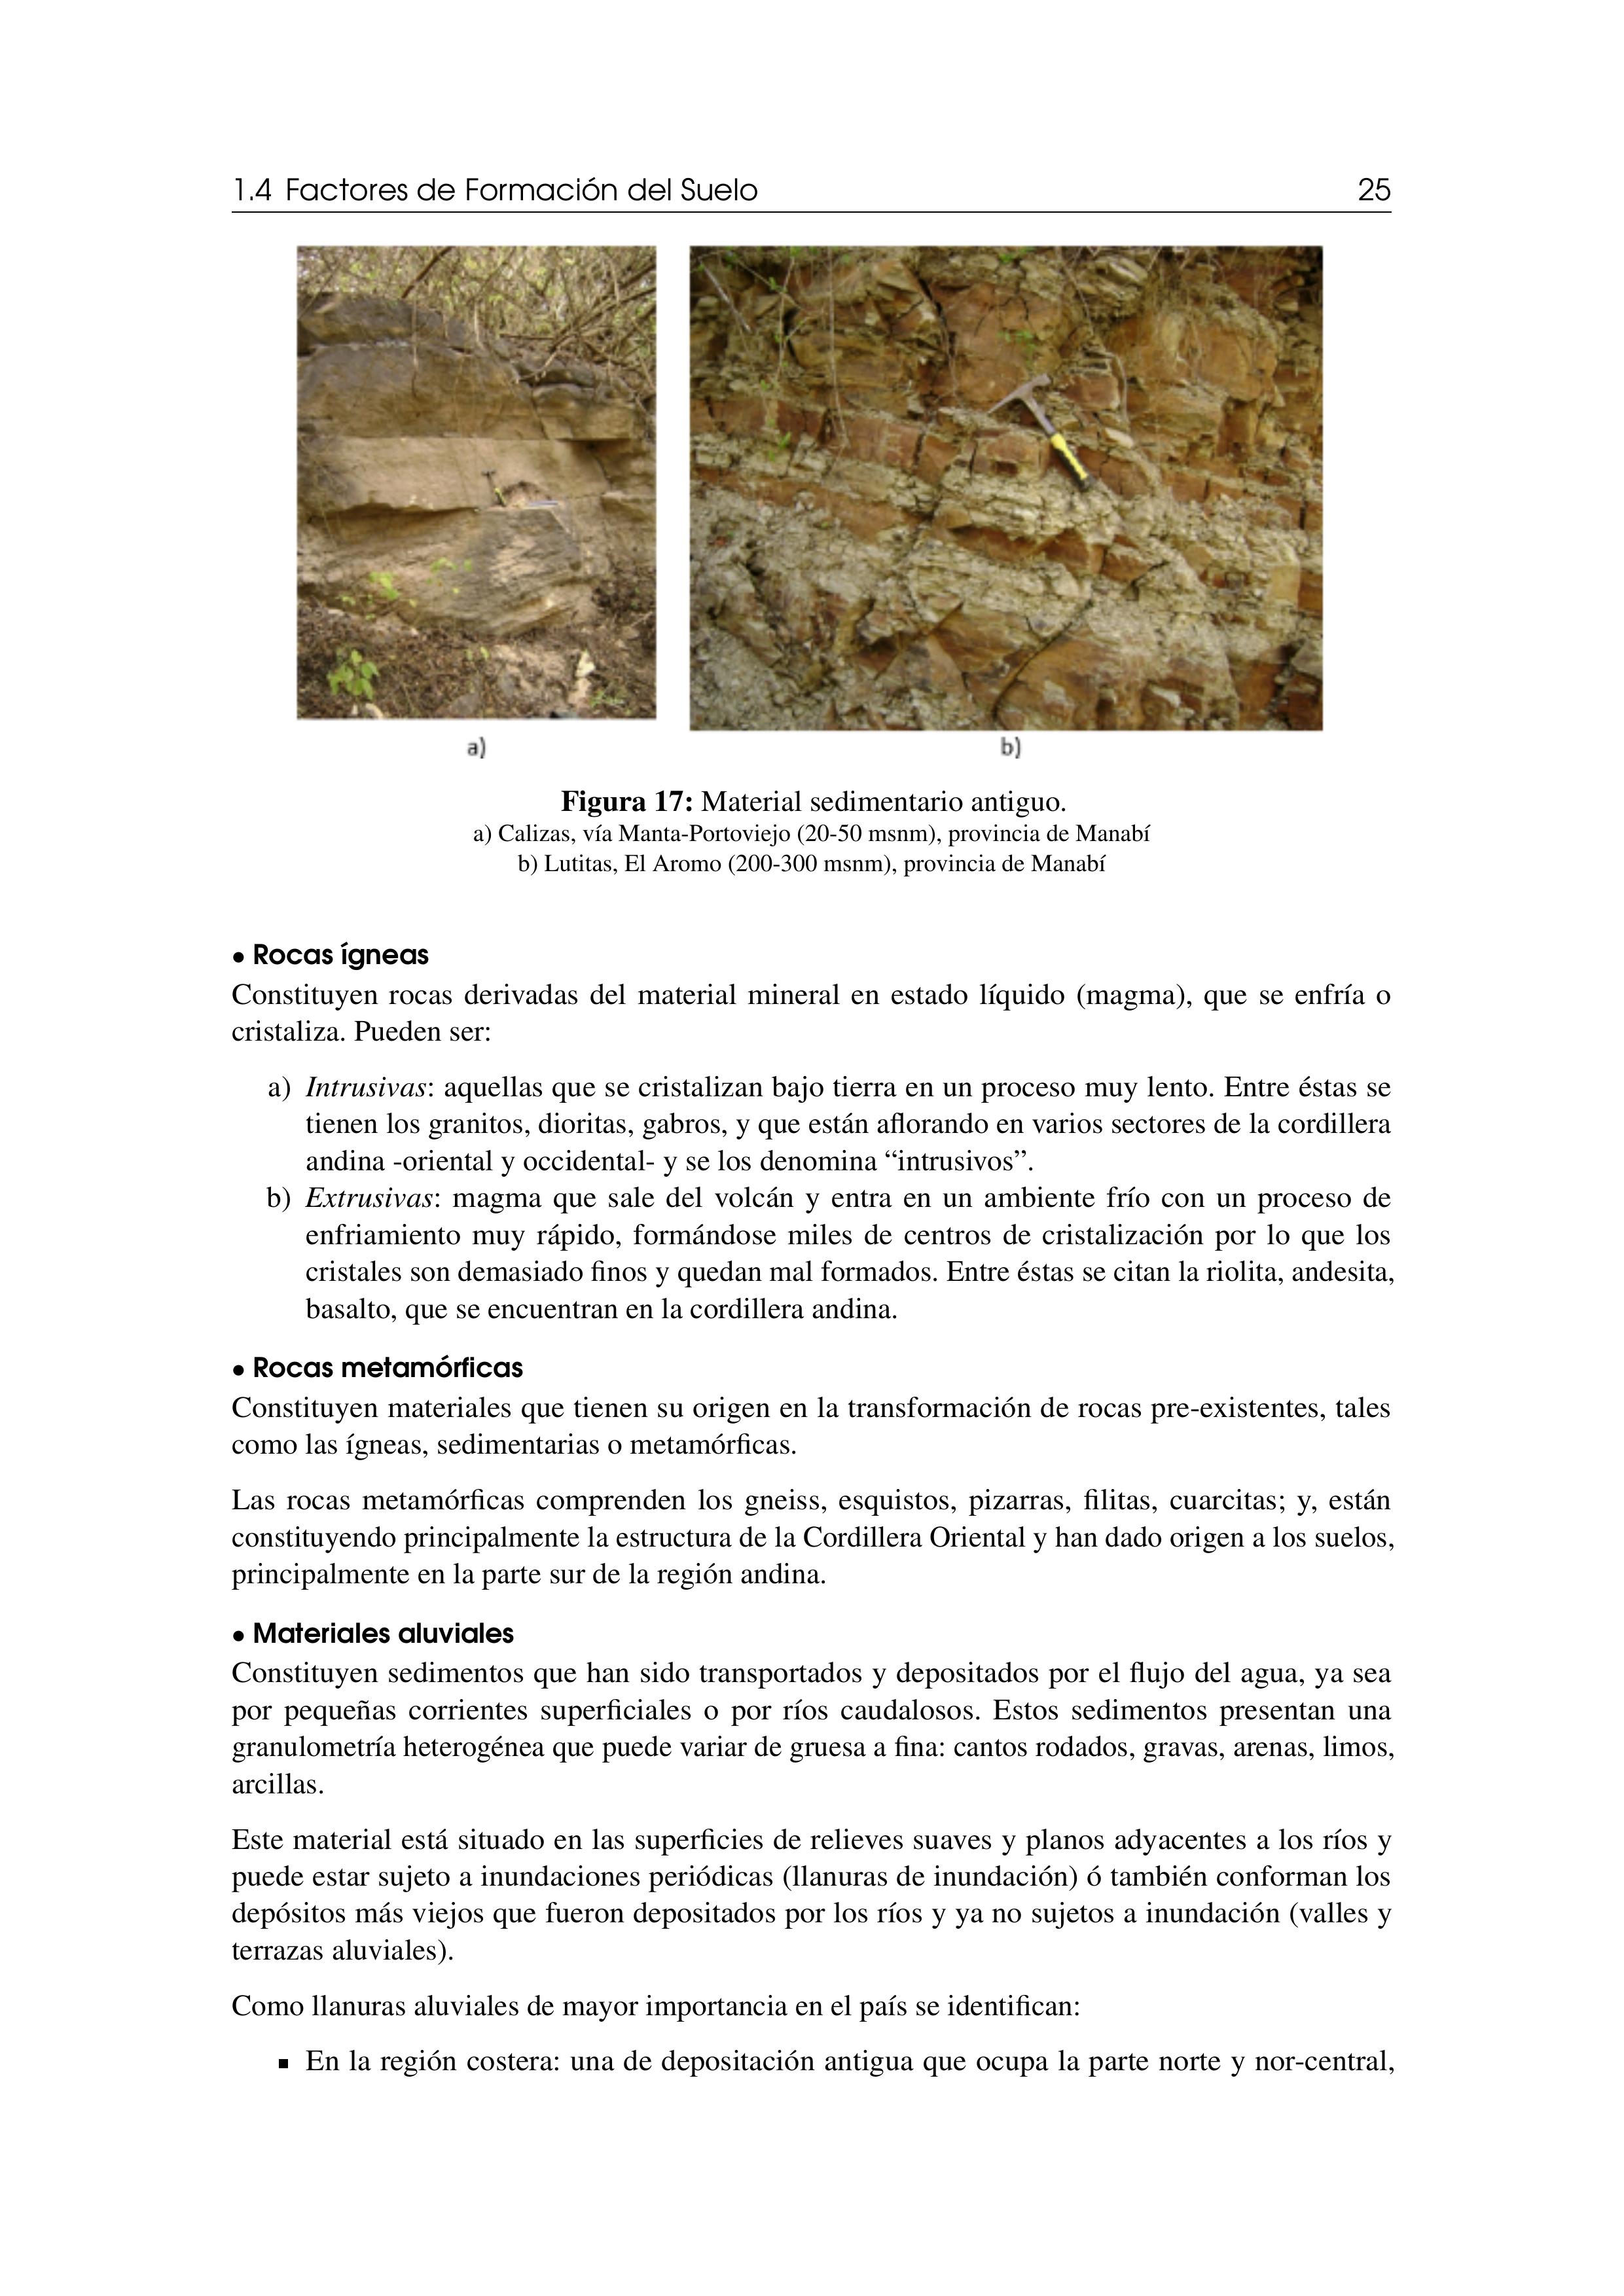 1.4 Factores de Formación del Suelo 25
a)
b)
Figura 17: Material sedimentario antiguo.
a) Calizas, vía Manta-Portoviejo (20-50 msnm), provincia de Manabí
b) Lutitas, El Aromo (200-300 msnm), provincia de Manabí
• Rocas ígneas
Constituyen rocas derivadas del material mineral en estado líquido (magma), que se enfría o
cristaliza. Pueden ser:
a) Intrusivas: aquellas que se cristalizan bajo tierra en un proceso muy lento. Entre éstas se
tienen los granitos, dioritas, gabros, y que están aflorando en varios sectores de la cordillera
andina -oriental y occidental- y se los denomina “intrusivos”.
b) Extrusivas: magma que sale del volcán y entra en un ambiente frío con un proceso de
enfriamiento muy rápido, formándose miles de centros de cristalización por lo que los
cristales son demasiado finos y quedan mal formados. Entre éstas se citan la riolita, andesita,
basalto, que se encuentran en la cordillera andina.
• Rocas metamórficas
Constituyen materiales que tienen su origen en la transformación de rocas pre-existentes, tales
como las ígneas, sedimentarias o metamórficas.
Las rocas metamórficas comprenden los gneiss, esquistos, pizarras, filitas, cuarcitas; y, están
constituyendo principalmente la estructura de la Cordillera Oriental y han dado origen a los suelos,
principalmente en la parte sur de la región andina.
• Materiales aluviales
Constituyen sedimentos que han sido transportados y depositados por el flujo del agua, ya sea
por pequeñas corrientes superficiales o por ríos caudalosos. Estos sedimentos presentan una
granulometría heterogénea que puede variar de gruesa a fina: cantos rodados, gravas, arenas, limos,
arcillas.
Este material está situado en las superficies de relieves suaves y planos adyacentes a los ríos y
puede estar sujeto a inundaciones periódicas (llanuras de inundación) ó también conforman los
depósitos más viejos que fueron depositados por los ríos y ya no sujetos a inundación (valles y
terrazas aluviales).
Como llanuras aluviales de mayor importancia en el país se identifican:
▪ En la región costera: una de depositación antigua que ocupa la parte norte y nor-central,